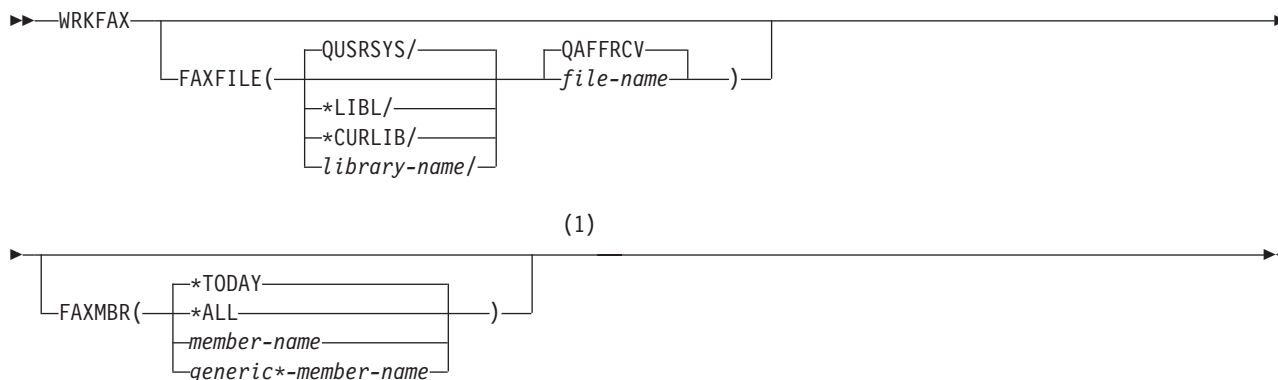 WRKFAX
QUSRSYS/ QAFFRCV
FAXFILE( file-name )
*LIBL/
*CURLIB/
library-name/
(1)
*TODAY
FAXMBR( *ALL )
member-name
generic*-member-name